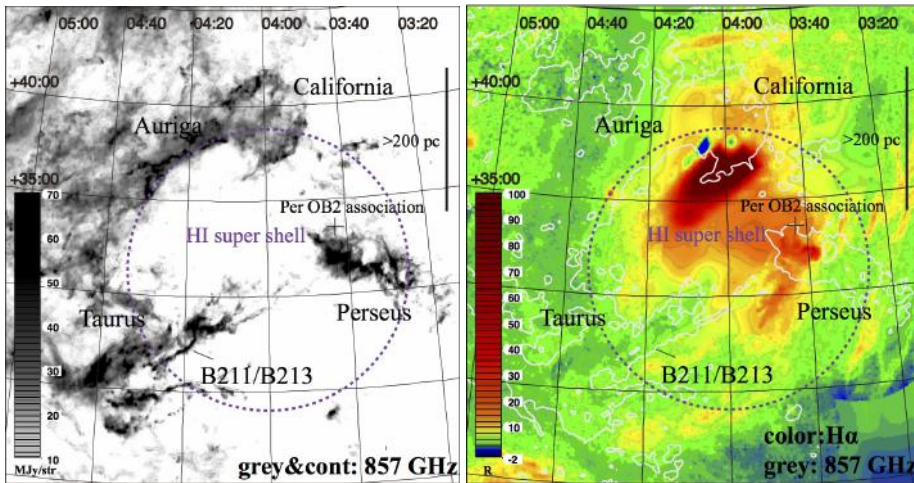 05:00 04:40 04:20 04:00 03:40 03:20
+40:00
California
Auriga
>200 pc
+35:00
70
Per OB2 association
60
HI super shell
50
40
Taurus
Perseus
30
B211/B213
20
10
MJy/str
grey&cont: 857 GHz
05:00 04:40 04:20 04:00 03:40 03:20
+40:00
California
Auriga
>200 pc
+35:00
100
Per OB2 association
90
80
HI super shell
70
60
50
Taurus
Perseus
40
30
B211/B213
20
10
color:Hα
-2
R
grey: 857 GHz